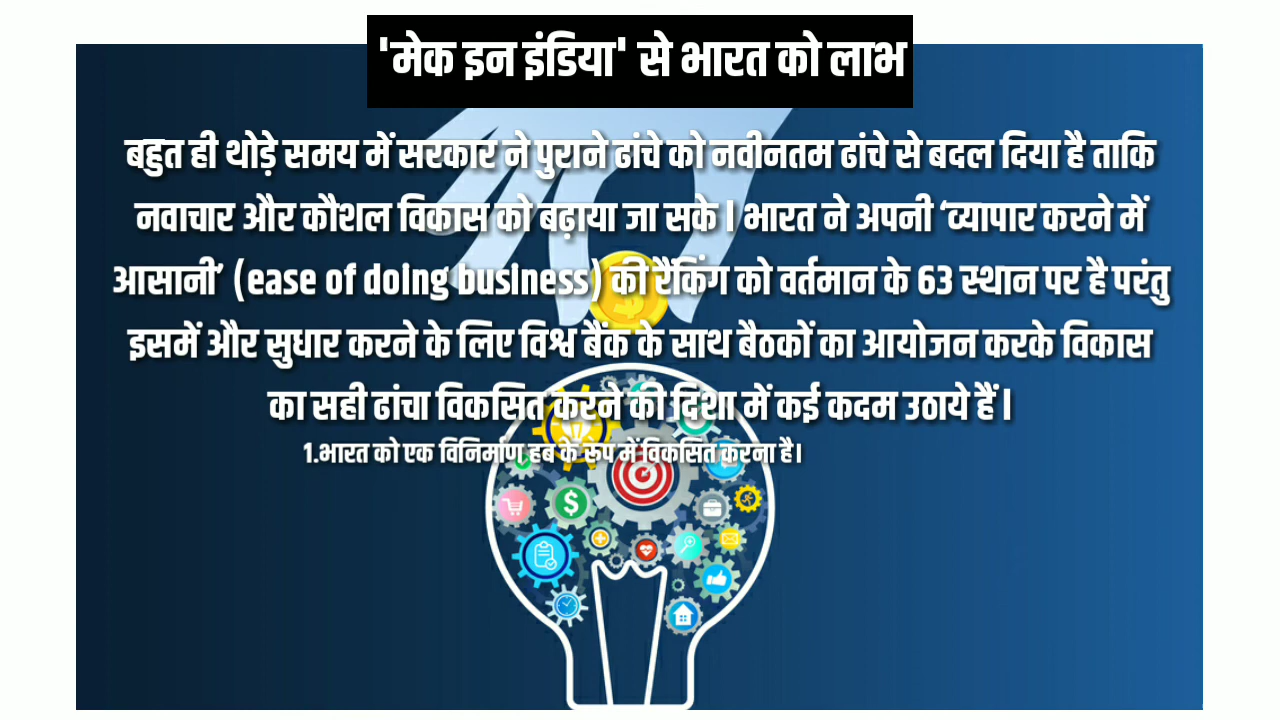 'मेक इन इंडिया' से भारत को लाभ
बहुत ही थोड़े समय में सरकार ने पुराने ढांचे को नवीनतम ढांचे से बदल दिया है ताकि
नवाचार और कौशल विकास को बढ़ाया जा सके । भारत ने अपनी ‘व्यापार करने में
आसानी’ (ease of doing business) की रैंकिंग को वर्तमान के 63 स्थान पर है परंतु
इसमें और सुधार करने के लिए विश्व बैंक के साथ बैठकों का आयोजन करके विकास
का सही ढांचा विकसित करने की दिशा में कई कदम उठाये हैं ।
1.भारत को एक विनिर्माण हब के रूप में विकसित करना है।